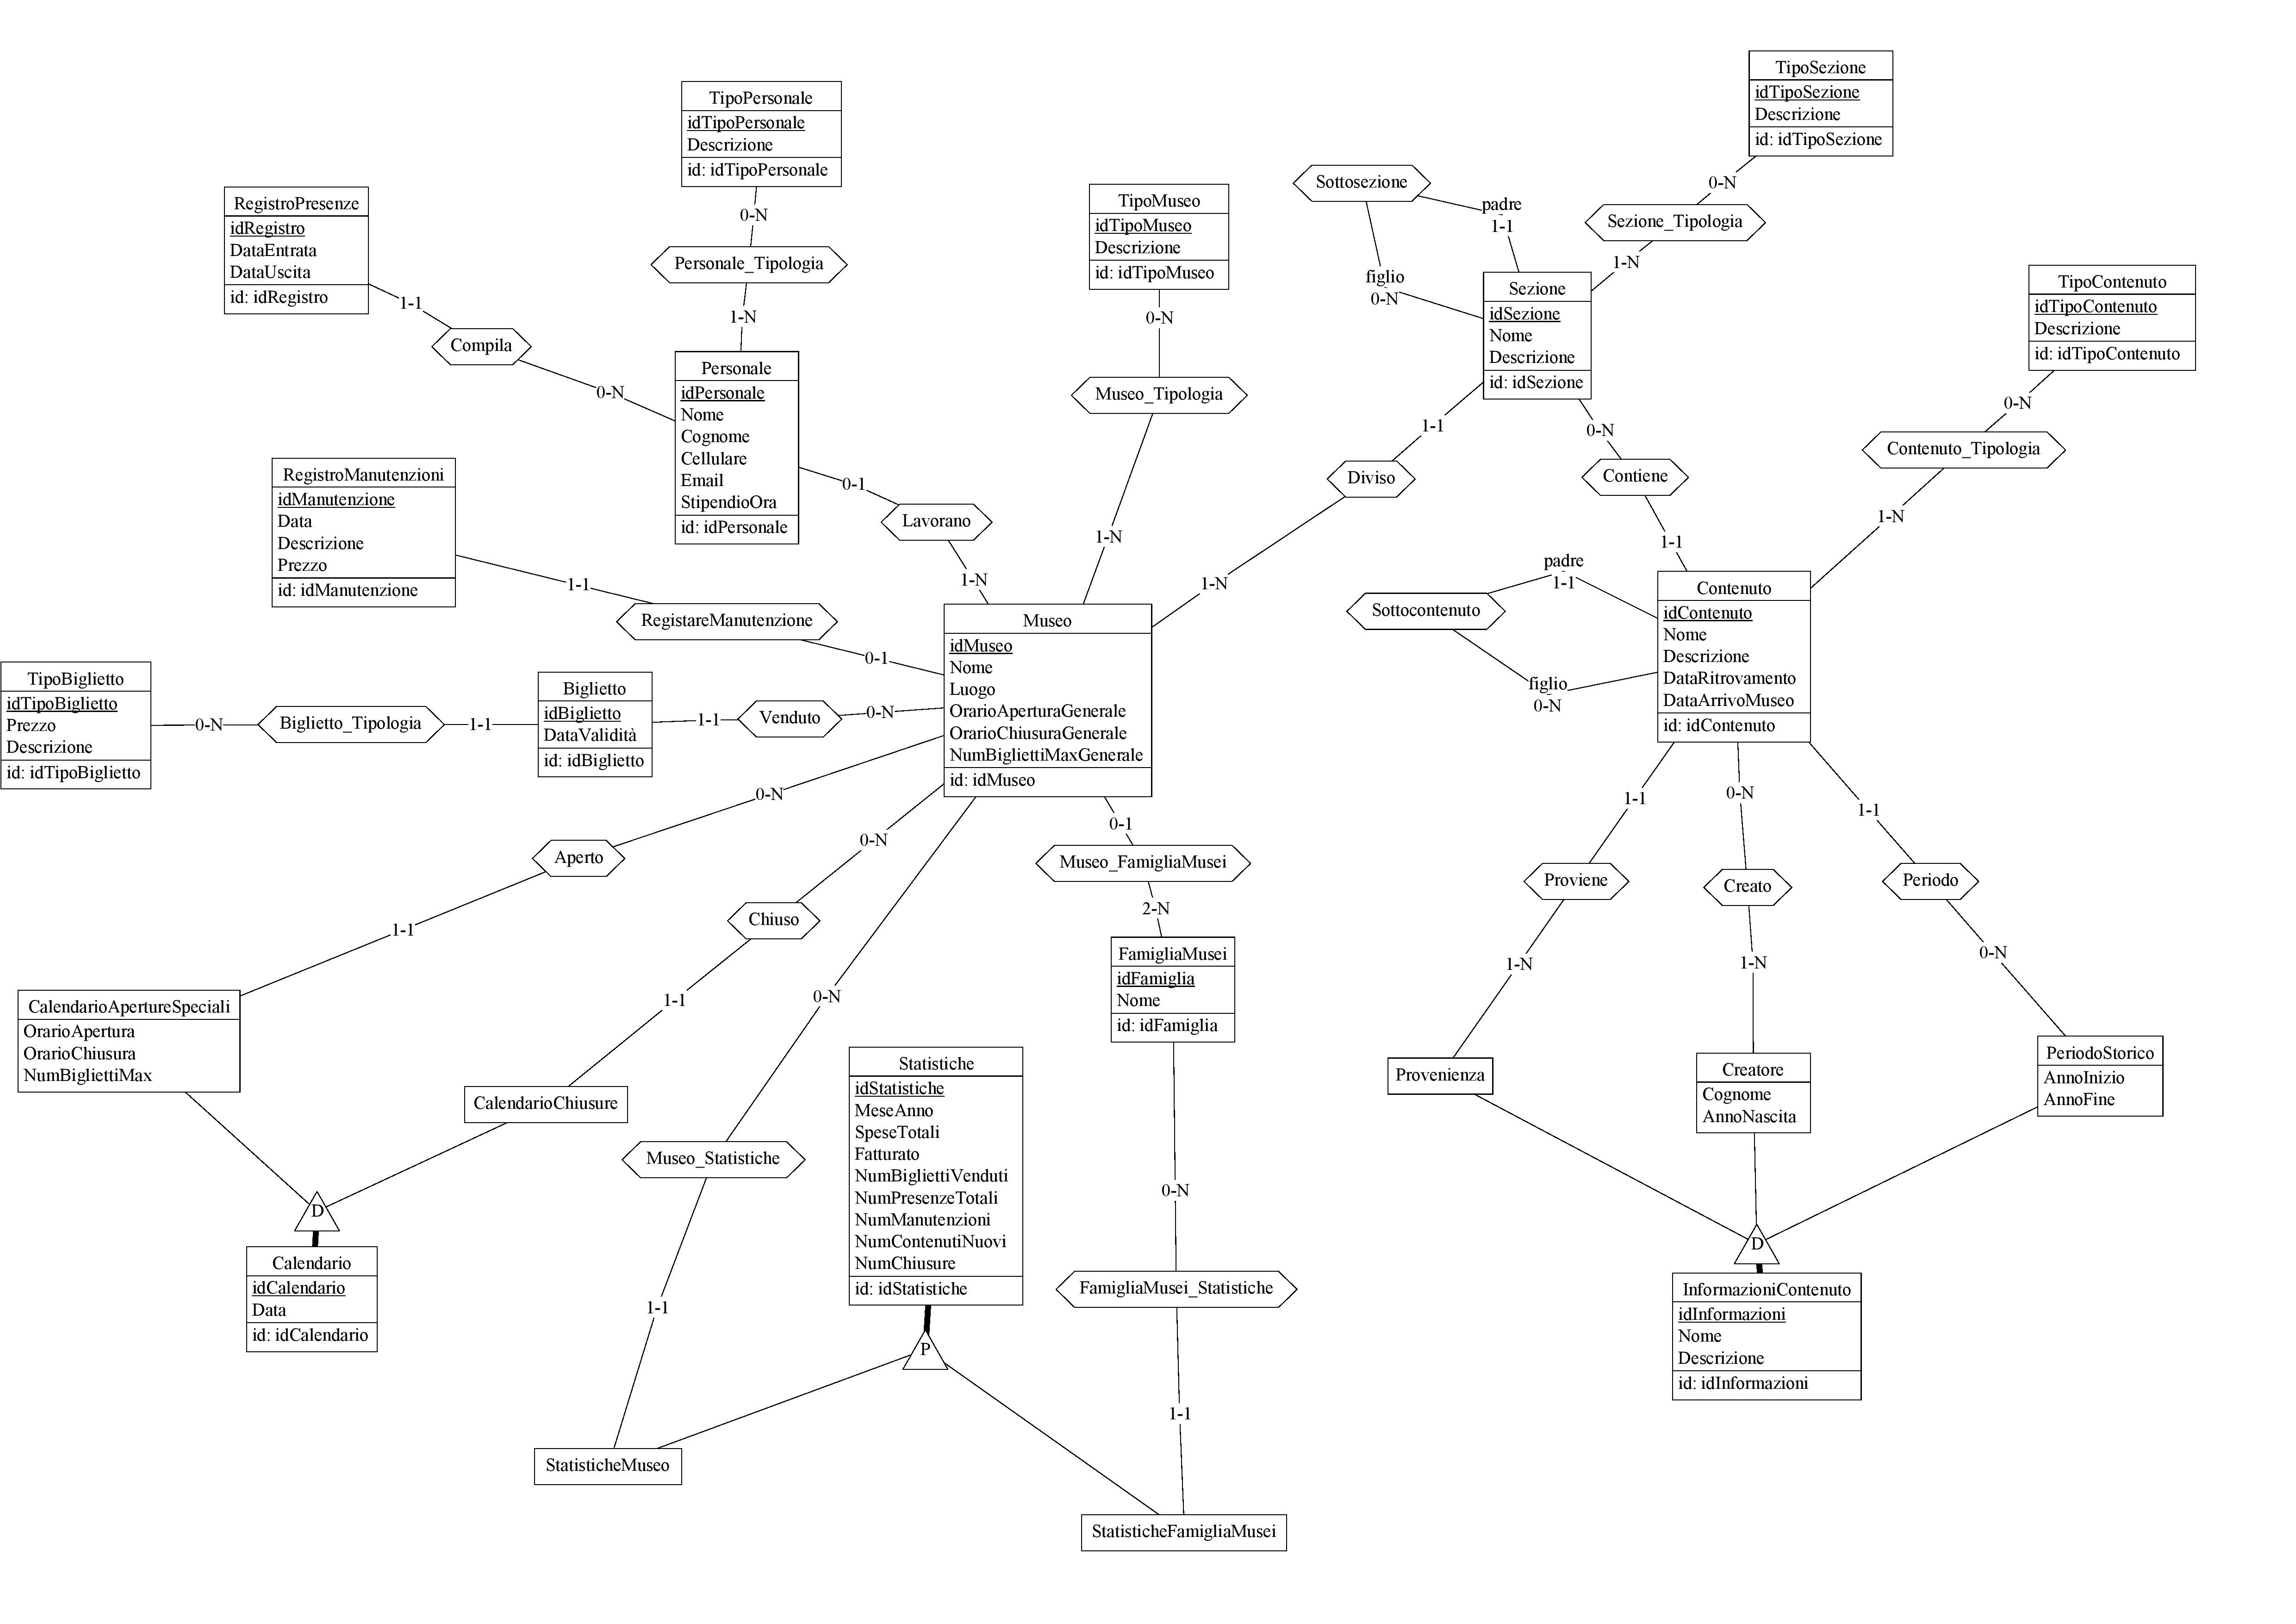 TipoSezione
idTipoSezione
Descrizione
id: idTipoSezione
TipoPersonale
idTipoPersonale
Descrizione
id: idTipoPersonale
Sottosezione
padre
1-1
figlio
0-N
0-N
Sezione_Tipologia
1-N
TipoMuseo
idTipoMuseo
Descrizione
id: idTipoMuseo
RegistroPresenze
idRegistro
DataEntrata
DataUscita
id: idRegistro
0-N
Personale_Tipologia
1-N
Sezione
idSezione
Nome
Descrizione
id: idSezione
TipoContenuto
idTipoContenuto
Descrizione
id: idTipoContenuto
1-1
Compila
0-N
0-N
Museo_Tipologia
1-N
Personale
idPersonale
Nome
Cognome
Cellulare
Email
StipendioOra
id: idPersonale
0-N
Contenuto_Tipologia
1-N
1-1
Diviso
1-N
0-N
Contiene
1-1
RegistroManutenzioni
idManutenzione
Data
Descrizione
Prezzo
id: idManutenzione
0-1
Lavorano
1-N
1-1
RegistareManutenzione
0-1
Sottocontenuto
padre
1-1
figlio
0-N
Contenuto
idContenuto
Nome
Descrizione
DataRitrovamento
DataArrivoMuseo
id: idContenuto
Museo
idMuseo
Nome
Luogo
OrarioAperturaGenerale
OrarioChiusuraGenerale
NumBigliettiMaxGenerale
id: idMuseo
TipoBiglietto
idTipoBiglietto
Prezzo
Descrizione
id: idTipoBiglietto
0-N
Biglietto_Tipologia
1-1
Biglietto
idBiglietto
DataValidità
id: idBiglietto
1-1
Venduto
0-N
0-N
Aperto
1-1
0-N
Chiuso
1-1
0-1
Museo_FamigliaMusei
2-N
1-1
Proviene
1-N
0-N
Creato
1-N
1-1
Periodo
0-N
FamigliaMusei
idFamiglia
Nome
id: idFamiglia
CalendarioApertureSpeciali
OrarioApertura
OrarioChiusura
NumBigliettiMax
CalendarioChiusure
0-N
Museo_Statistiche
1-1
Statistiche
idStatistiche
MeseAnno
SpeseTotali
Fatturato
NumBigliettiVenduti
NumPresenzeTotali
NumManutenzioni
NumContenutiNuovi
NumChiusure
id: idStatistiche
Provenienza
Creatore
Cognome
AnnoNascita
PeriodoStorico
AnnoInizio
AnnoFine
D
Calendario
idCalendario
Data
id: idCalendario
0-N
FamigliaMusei_Statistiche
1-1
D
InformazioniContenuto
idInformazioni
Nome
Descrizione
id: idInformazioni
P
StatisticheMuseo
StatisticheFamigliaMusei